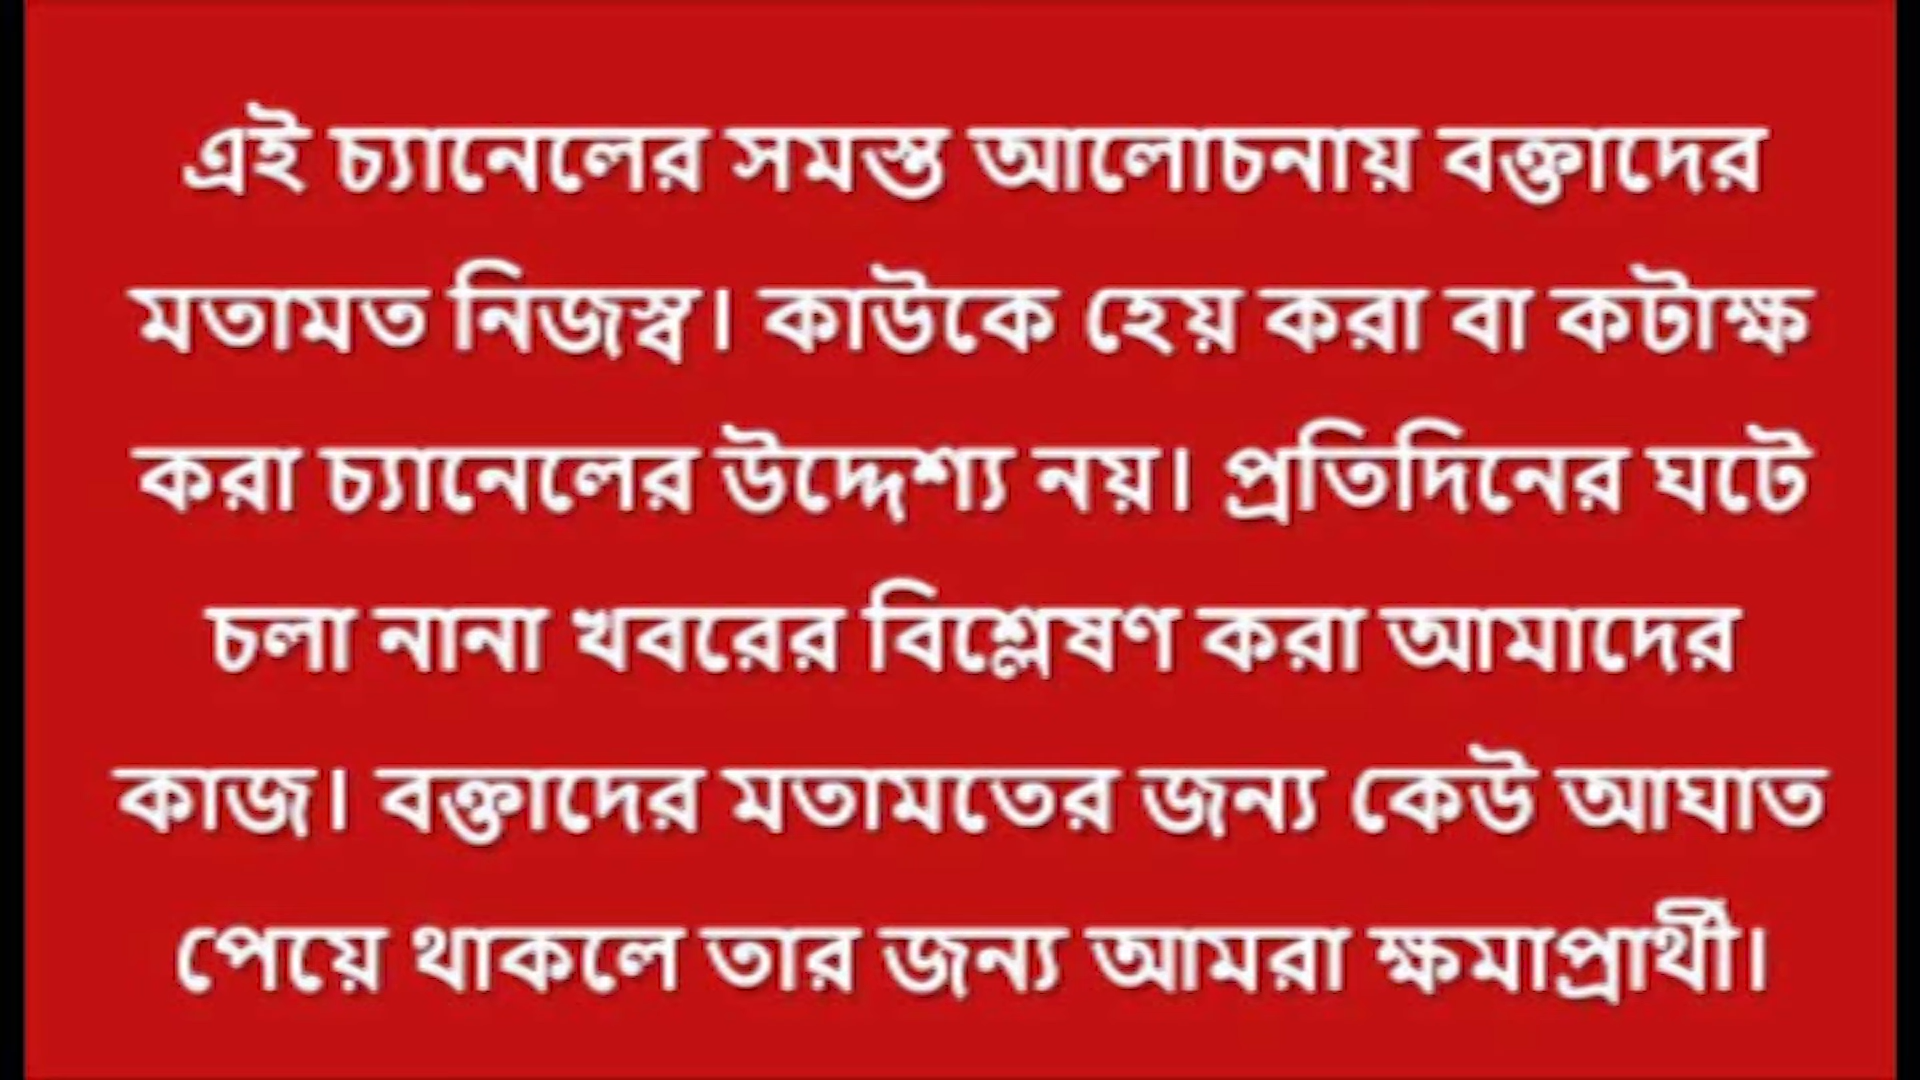 এই চ্যানেলের সমস্ত আলোচনায় বক্তাদের
মতামত নিজস্ব। কাউকে হেয় করা বা কটাক্ষ
করা চ্যানেলের উদ্দেশ্য নয়। প্রতিদিনের ঘটে
চলা নানা খবরের বিশ্লেষণ করা আমাদের
কাজ। বক্তাদের মতামতের জন্য কেউ আঘাত
পেয়ে থাকলে তার জন্য আমরা ক্ষমাপ্রার্থী।